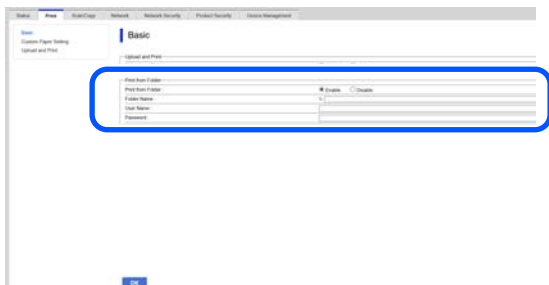 Status Print Scan/Copy Network Network Security Product Security Device Management
Basic
Custom Paper Setting
Upload and Print
Basic
Upload and Print
Print from Folder
Print from Folder Enable Disable
Folder Name
User Name
Password
OK